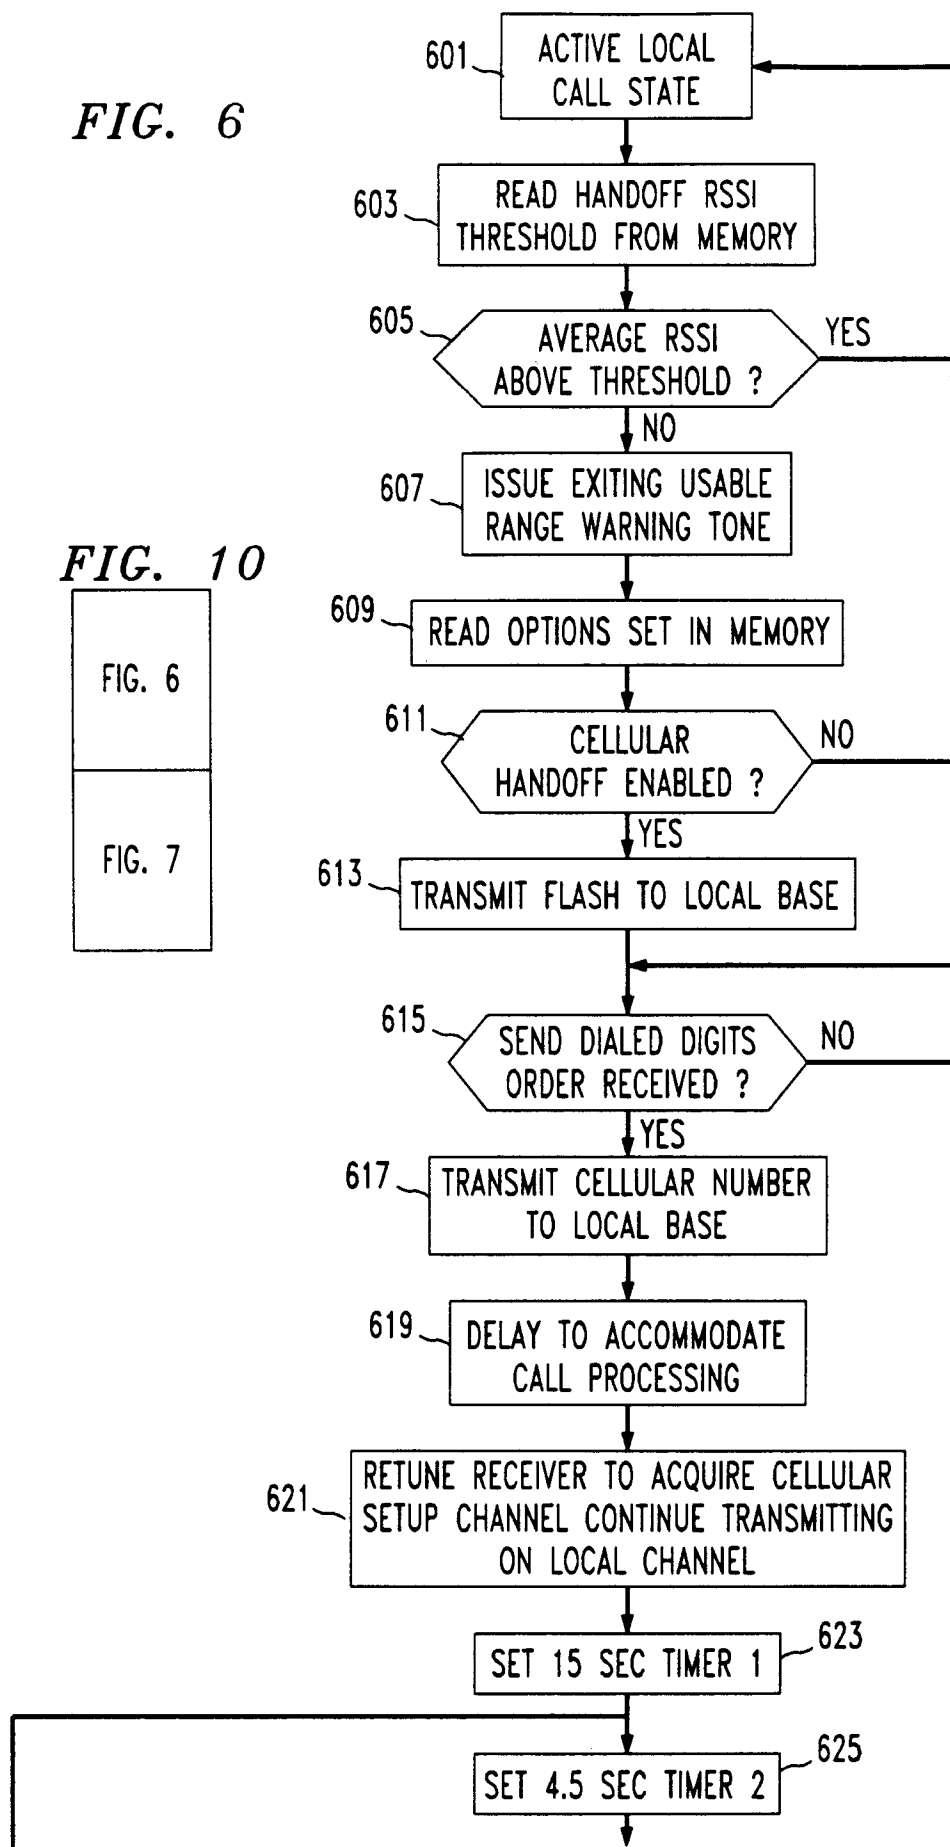 FIG. 6
601
ACTIVE LOCAL
CALL STATE
603
READ HANDOFF RSSI
THRESHOLD FROM MEMORY
605
AVERAGE RSSI
ABOVE THRESHOLD ?
YES
NO
607
ISSUE EXITING USABLE
RANGE WARNING TONE
FIG. 10
FIG. 6
FIG. 7
609
READ OPTIONS SET IN MEMORY
611
CELLULAR
HANDOFF ENABLED ?
NO
YES
613
TRANSMIT FLASH TO LOCAL BASE
615
SEND DIALED DIGITS
ORDER RECEIVED ?
NO
YES
617
TRANSMIT CELLULAR NUMBER
TO LOCAL BASE
619
DELAY TO ACCOMMODATE
CALL PROCESSING
621
RETUNE RECEIVER TO ACQUIRE CELLULAR
SETUP CHANNEL CONTINUE TRANSMITTING
ON LOCAL CHANNEL
623
SET 15 SEC TIMER 1
625
SET 4.5 SEC TIMER 2